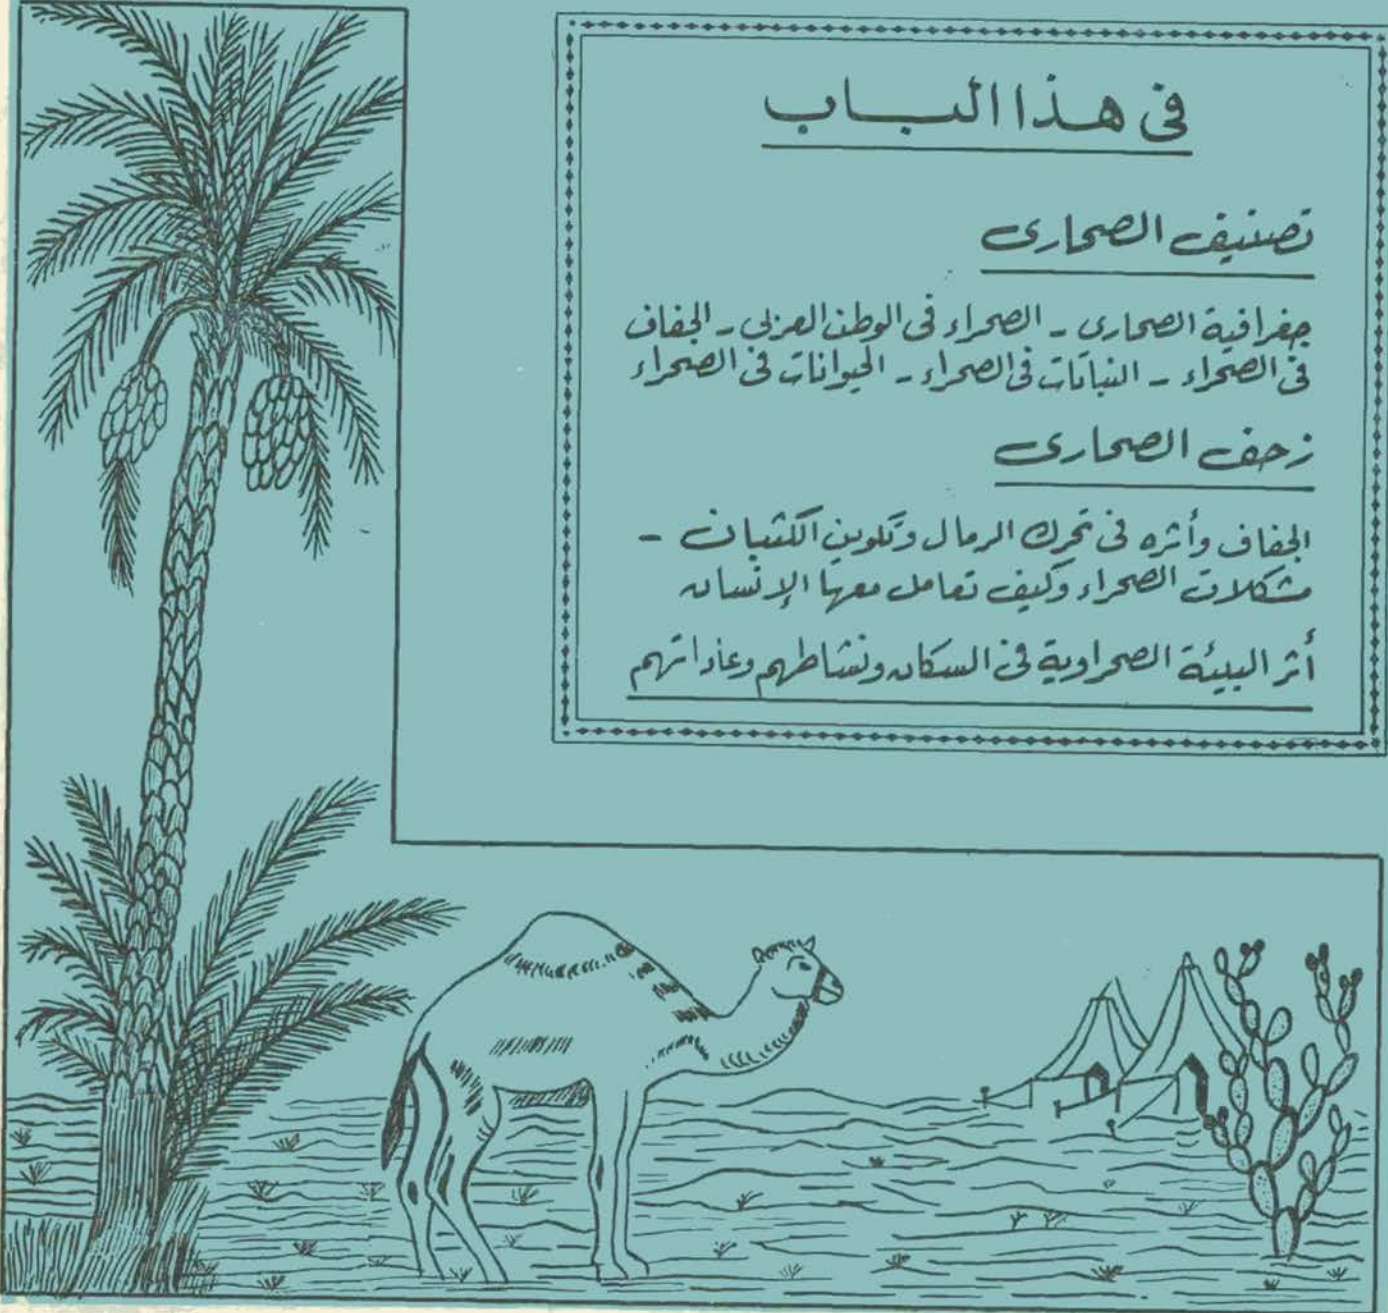 فى هذا الباب
تصنيف الصحارى
جغرافية الصحارى - الصحراء فى الوطن العربى - الجفاف
فى الصحراء - النباتات فى الصحراء - الحيوانات فى الصحراء
زحف الصحارى
الجفاف وأثره فى تحرك الرمال وتكوين الكثبان -
مشكلات الصحراء وكيف تعامل معها الإنسان
أثر البيئة الصحراوية فى السكان ونشاطهم وعاداتهم